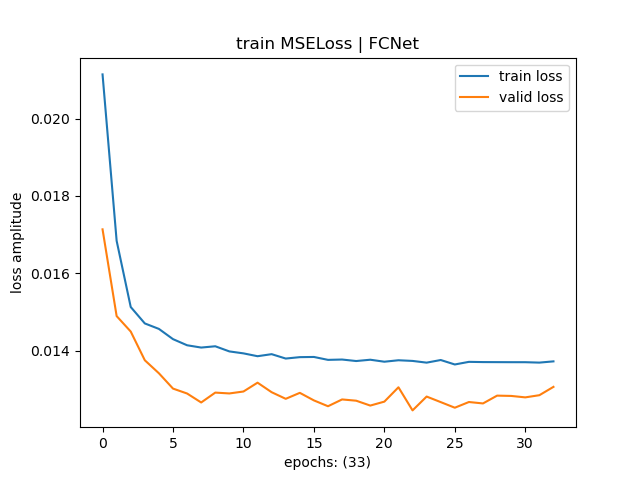 train MSELoss | FCNet
train loss
valid loss
loss amplitude
0.020
0.018
0.016
0.014
0 5 10 15 20 25 30
epochs: (33)